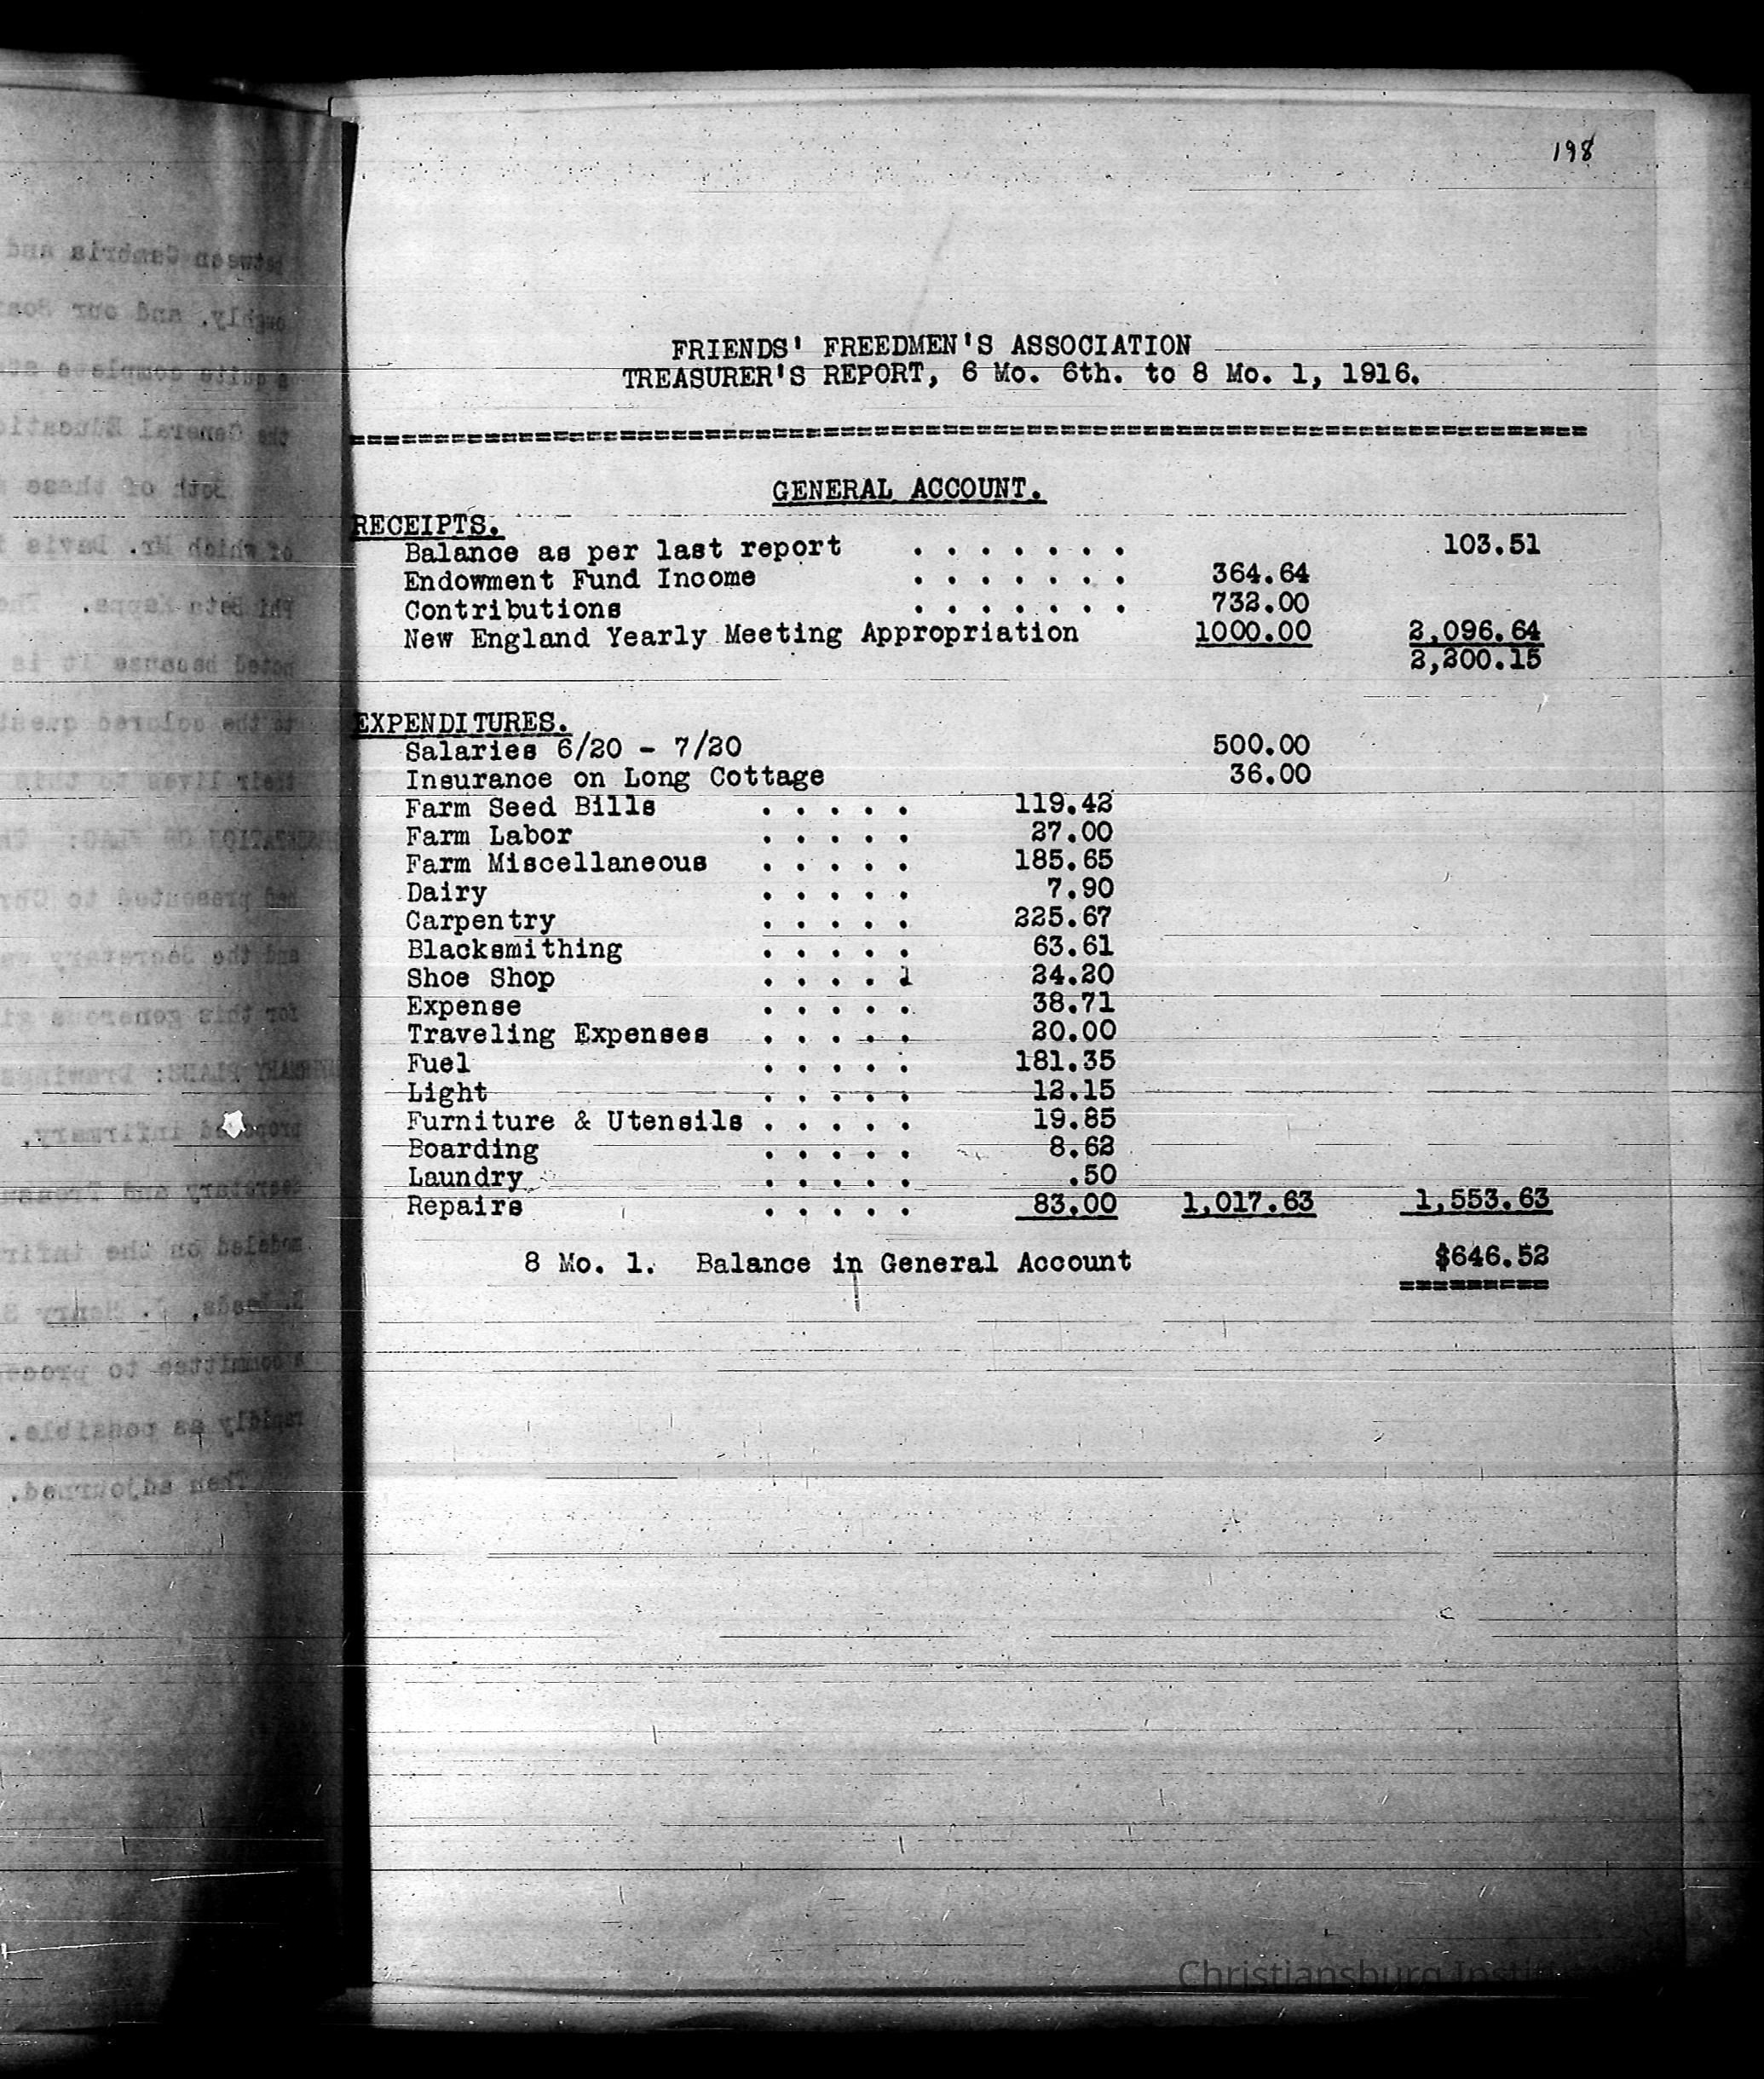 198
FRIENDS' FREEDMEN'S ASSOCIATION
TREASURER'S REPORT, 6 Mo. 6th. to 8 Mo. 1, 1916.
GENERAL ACCOUNT.
RECEIPTS.
Balance as per last report . . . . . . . 103.51
Endowment Fund Income . . . . . . . 364.64
Contributions . . . . . . . 732.00
New England Yearly Meeting Appropriation 1000.00 2,096.64
2,200.15
EXPENDITURES.
Salaries 6/20 - 7/20 500.00
Insurance on Long Cottage 36.00
Farm Seed Bills . . . . . 119.42
Farm Labor . . . . . 27.00
Farm Miscellaneous . . . . . 185.65
Dairy . . . . . 7.90
Carpentry . . . . . 225.67
Blacksmithing . . . . . 63.61
Shoe Shop . . . . . 24.20
Expense . . . . . 38.71
Traveling Expenses . . . . . 20.00
Fuel . . . . . 181.35
Light . . . . . 12.15
Furniture & Utensils . . . . . 19.85
Boarding . . . . . 8.62
Laundry . . . . . .50
Repairs . . . . . 83.00 1,017.63 1,553.63
8 Mo. 1. Balance in General Account $646.52
Christiansburg